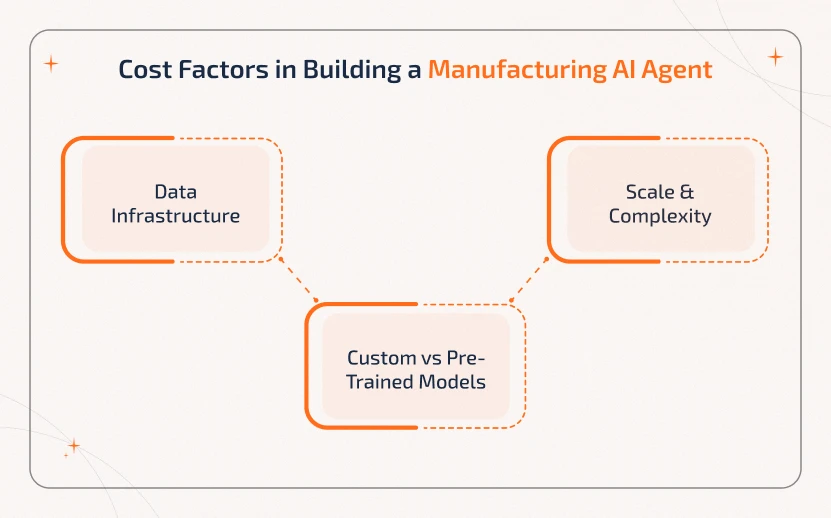 Cost Factors in Building a Manufacturing AI Agent
Data
Infrastructure
Scale &
Complexity
Custom vs Pre-
Trained Models